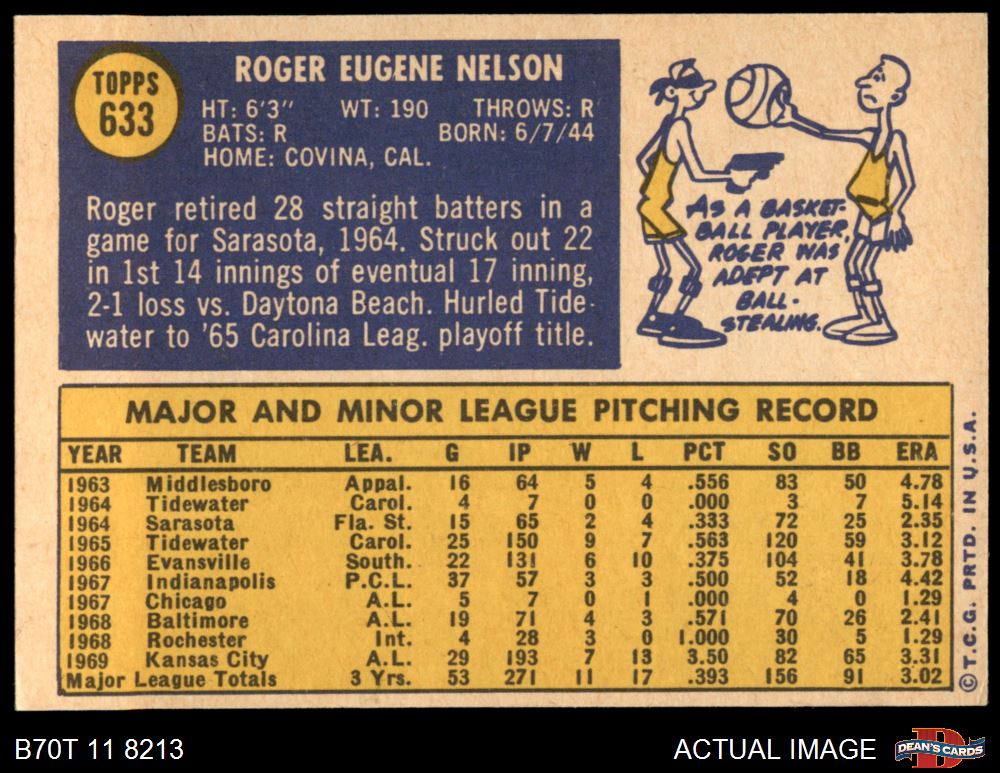 TOPPS
633
ROGER EUGENE NELSON
HT: 6'3" WT: 190 THROWS: R
BATS: R BORN: 6/7/44
HOME: COVINA, CAL.
Roger retired 28 straight batters in a
game for Sarasota, 1964. Struck out 22
in 1st 14 innings of eventual 17 inning,
2-1 loss vs. Daytona Beach. Hurled Tide-
water to '65 Carolina Leag. playoff title.
AS A BASKET-
BALL PLAYER,
ROGER WAS
ADEPT AT
BALL-
STEALING.
MAJOR AND MINOR LEAGUE PITCHING RECORD
YEAR TEAM LEA. G IP W L PCT SO BB ERA
1963 Middlesboro Appal. 16 64 5 4 .556 83 50 4.78
1964 Tidewater Carol. 4 7 0 0 .000 3 7 5.14
1964 Sarasota Fla. St. 15 65 2 4 .333 72 25 2.35
1965 Tidewater Carol. 25 150 9 7 .563 120 59 3.12
1966 Evansville South. 22 131 6 10 .375 104 41 3.78
1967 Indianapolis P.C.L. 37 57 3 3 .500 52 18 4.42
1967 Chicago A.L. 5 7 0 1 .000 4 0 1.29
1968 Baltimore A.L. 19 71 4 3 .571 70 26 2.41
1968 Rochester Int. 4 28 3 0 1.000 30 5 1.29
1969 Kansas City A.L. 29 193 7 13 3.50 82 65 3.31
Major League Totals 3 Yrs. 53 271 11 17 .393 156 91 3.02
© T.C.G. PRTD. IN U.S.A.
B70T 11 8213
ACTUAL IMAGE
DEAN'S CARDS